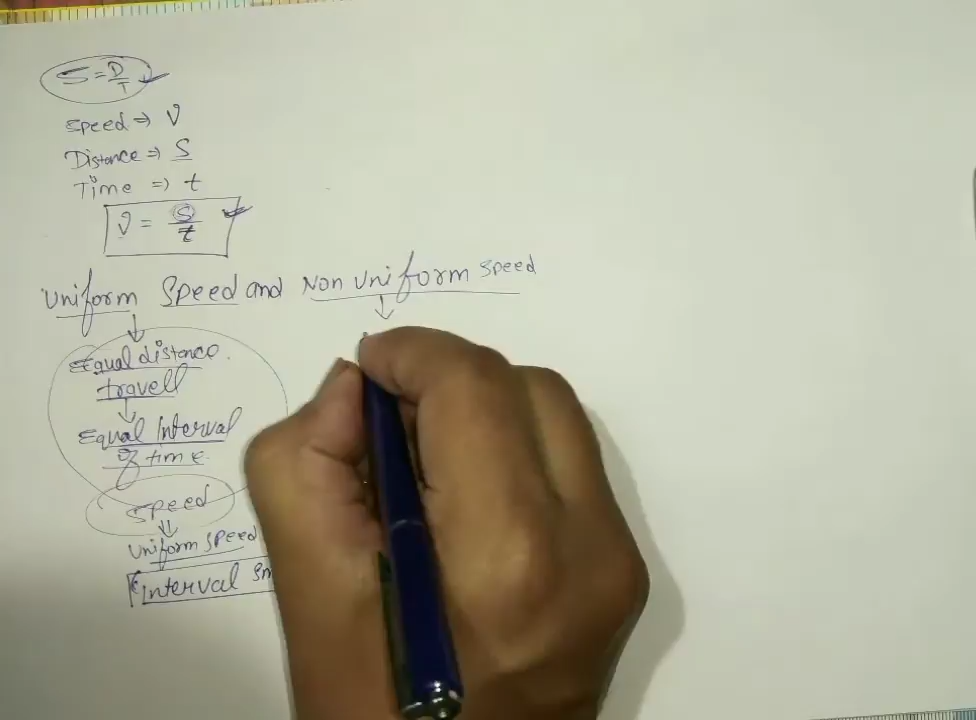 S = D/T
Speed ⇒ V
Distance ⇒ S
Time ⇒ t
V = S/t
Uniform Speed and Non Uniform Speed
Equal distance
travell
Equal Interval
of time
Speed
Uniform Speed
Interval Sm